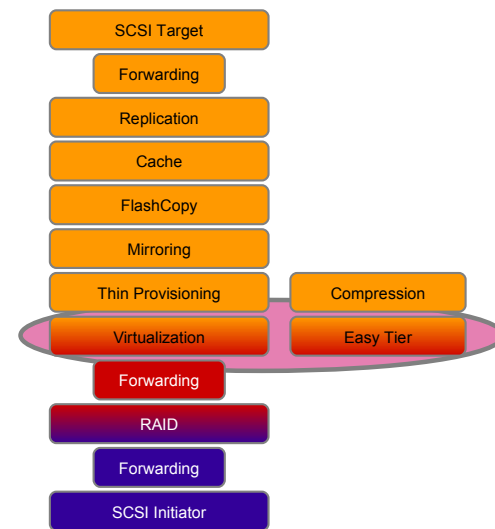 SCSI Target
Forwarding
Replication
Cache
FlashCopy
Mirroring
Thin Provisioning
Compression
Virtualization
Easy Tier
Forwarding
RAID
Forwarding
SCSI Initiator